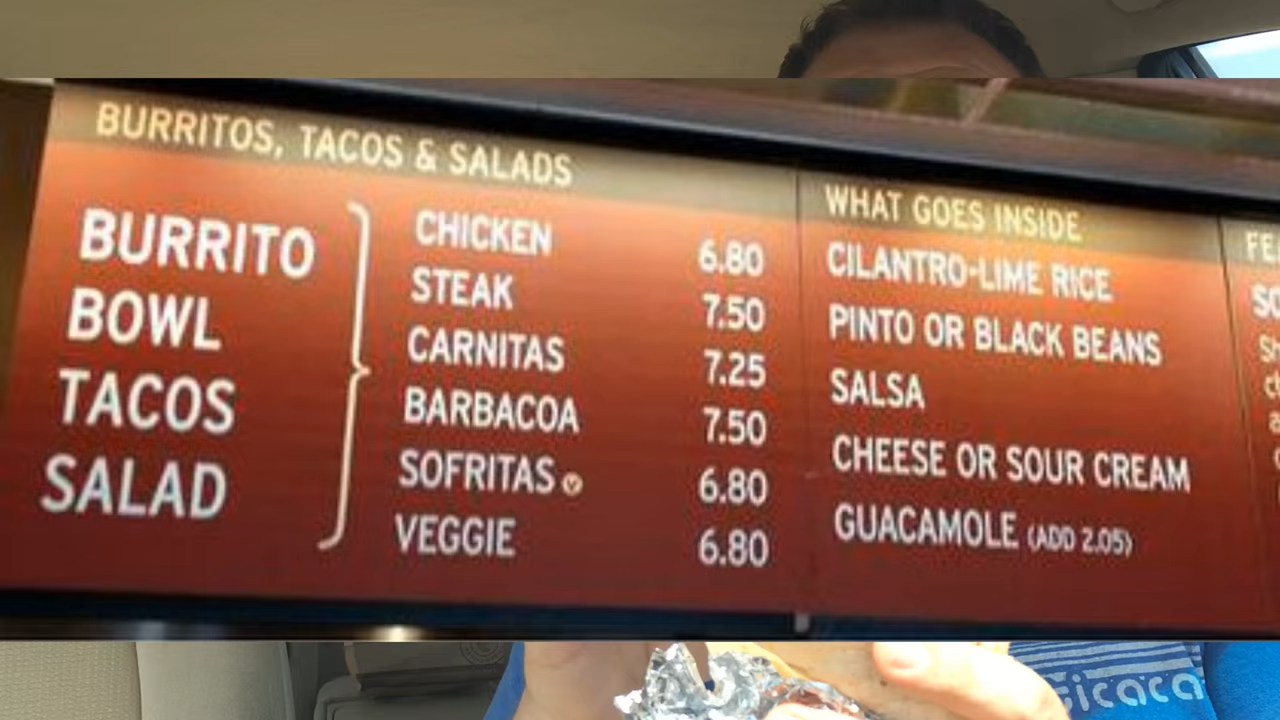 BURRITOS, TACOS & SALADS
BURRITO
BOWL
TACOS
SALAD
CHICKEN 6.80
STEAK 7.50
CARNITAS 7.25
BARBACOA 7.50
SOFRITAS V 6.80
VEGGIE 6.80
WHAT GOES INSIDE
CILANTRO-LIME RICE
PINTO OR BLACK BEANS
SALSA
CHEESE OR SOUR CREAM
GUACAMOLE (ADD 2.05)